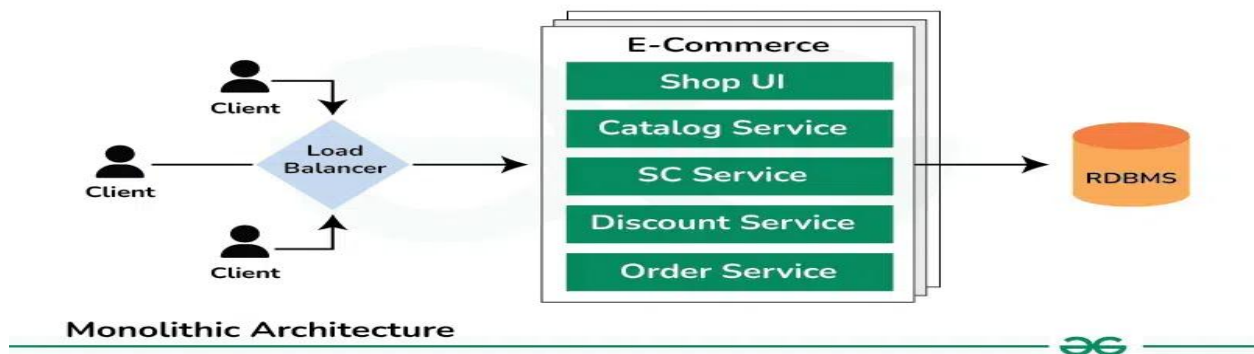 E-Commerce
Shop UI
Catalog Service
SC Service
Discount Service
Order Service
Client
Client
Client
Load
Balancer
RDBMS
Monolithic Architecture